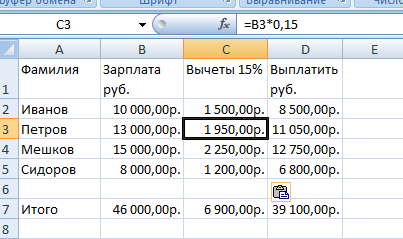 Буфер обмена Шрифт Выравнивание Число
C3 =B3*0,15
A B C D E
1 Фамилия Зарплата руб. Вычеты 15% Выплатить руб.
2 Иванов 10 000,00р. 1 500,00р. 8 500,00р.
3 Петров 13 000,00р. 1 950,00р. 11 050,00р.
4 Мешков 15 000,00р. 2 250,00р. 12 750,00р.
5 Сидоров 8 000,00р. 1 200,00р. 6 800,00р.
6
7 Итого 46 000,00р. 6 900,00р. 39 100,00р.
8